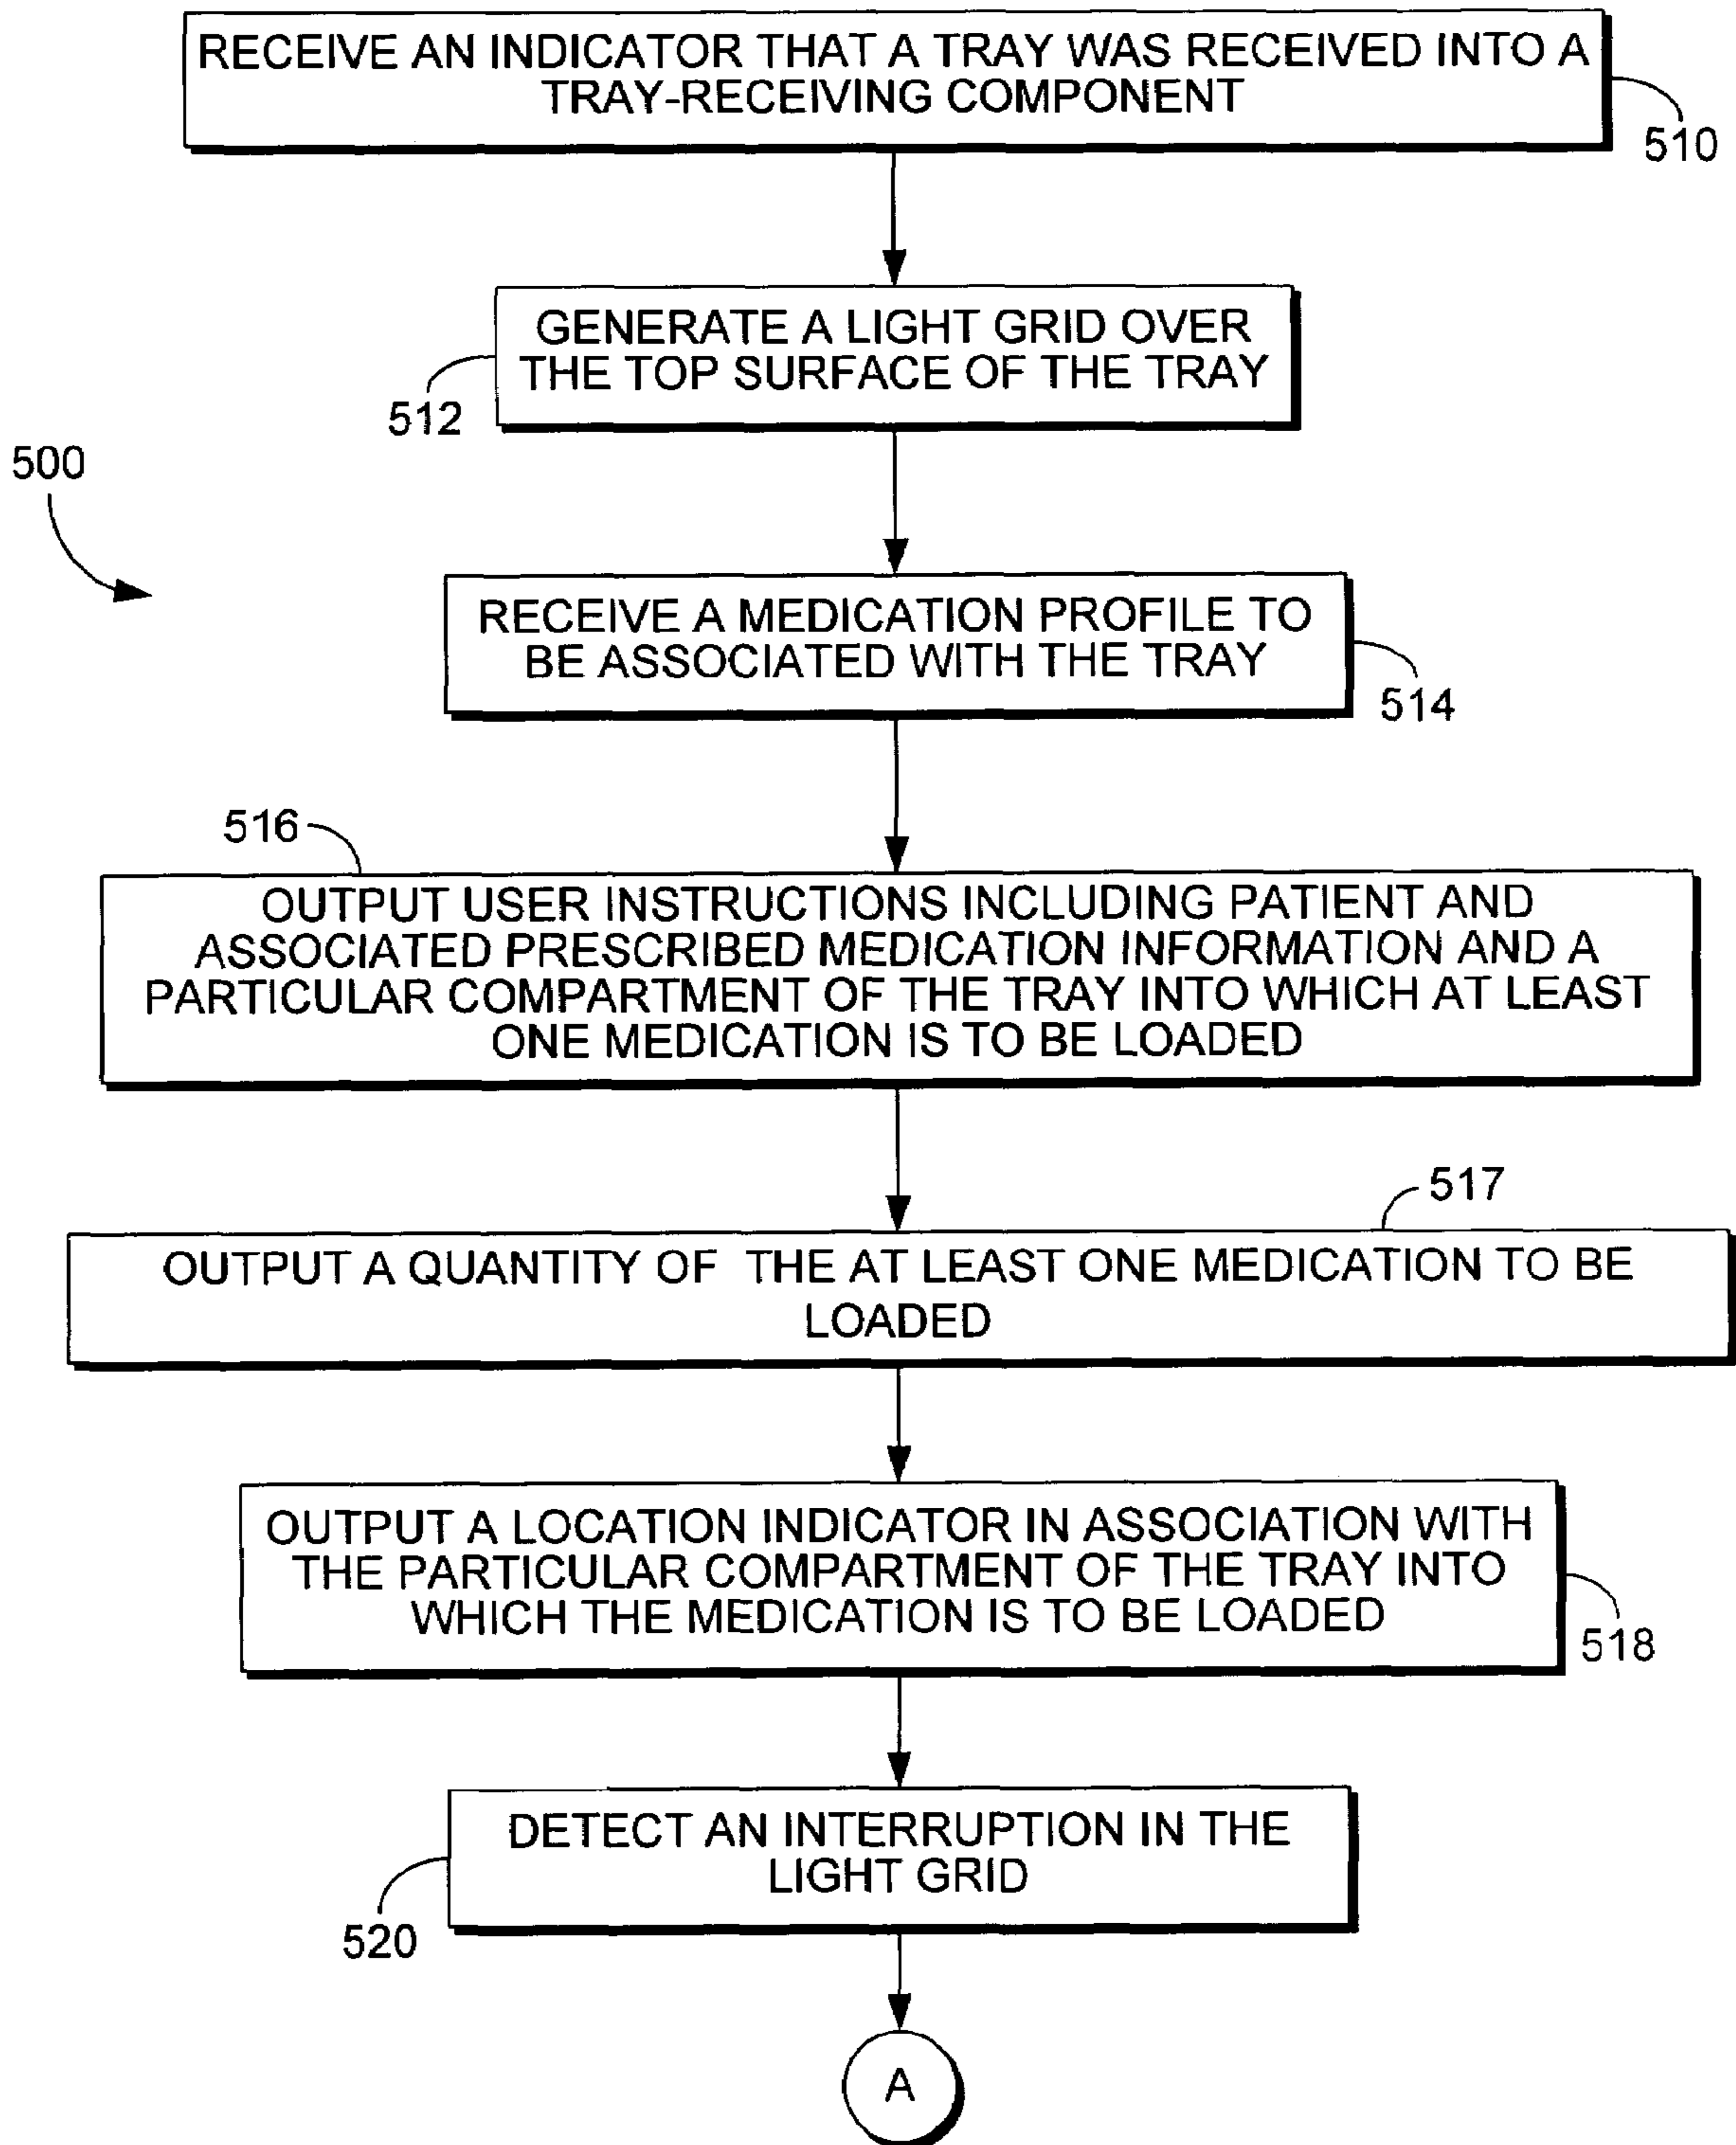 RECEIVE AN INDICATOR THAT A TRAY WAS RECEIVED INTO A
TRAY-RECEIVING COMPONENT
510
GENERATE A LIGHT GRID OVER
THE TOP SURFACE OF THE TRAY
512
500
RECEIVE A MEDICATION PROFILE TO
BE ASSOCIATED WITH THE TRAY
514
516
OUTPUT USER INSTRUCTIONS INCLUDING PATIENT AND
ASSOCIATED PRESCRIBED MEDICATION INFORMATION AND A
PARTICULAR COMPARTMENT OF THE TRAY INTO WHICH AT LEAST
ONE MEDICATION IS TO BE LOADED
517
OUTPUT A QUANTITY OF THE AT LEAST ONE MEDICATION TO BE
LOADED
OUTPUT A LOCATION INDICATOR IN ASSOCIATION WITH
THE PARTICULAR COMPARTMENT OF THE TRAY INTO
WHICH THE MEDICATION IS TO BE LOADED
518
DETECT AN INTERRUPTION IN THE
LIGHT GRID
520
A